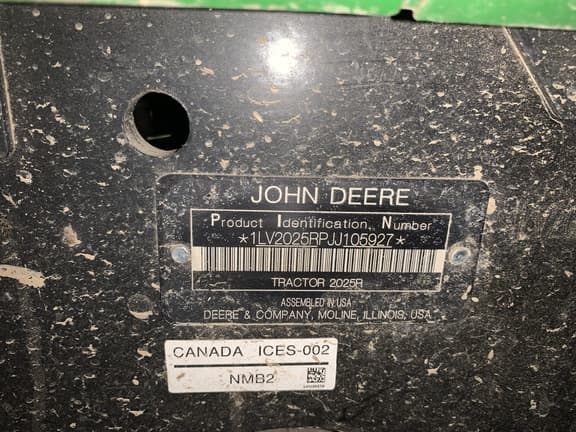 JOHN DEERE
Product Identification Number
*1LV2025RPJJ105927*
TRACTOR 2025R
ASSEMBLED IN USA
DEERE & COMPANY, MOLINE, ILLINOIS, USA
CANADA ICES-002
NMB2